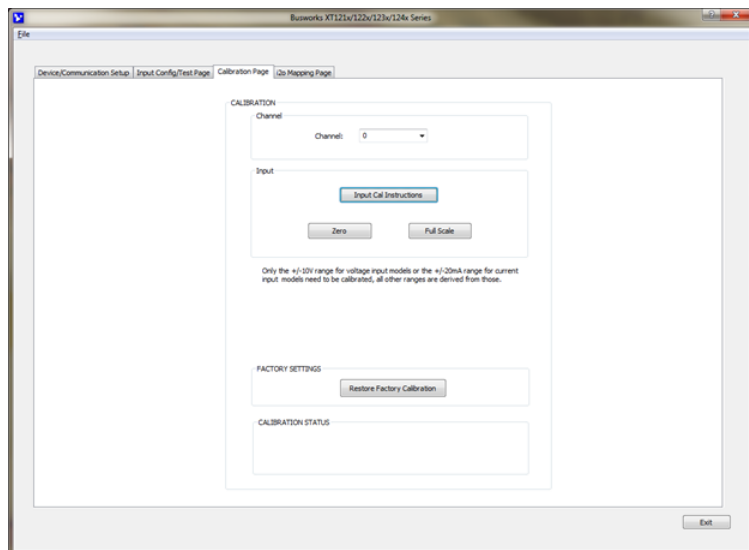 Busworks XT121x/122x/123x/124x Series
File
Device/Communication Setup Input Config/Test Page Calibration Page i2o Mapping Page
CALIBRATION
Channel
Channel: 0
Input
Input Cal Instructions
Zero Full Scale
Only the +/-10V range for voltage input models or the +/-20mA range for current
input models need to be calibrated, all other ranges are derived from those.
FACTORY SETTINGS
Restore Factory Calibration
CALIBRATION STATUS
Exit